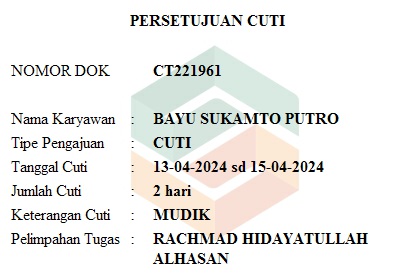 PERSETUJUAN CUTI
NOMOR DOK CT221961
Nama Karyawan : BAYU SUKAMTO PUTRO
Tipe Pengajuan : CUTI
Tanggal Cuti : 13-04-2024 sd 15-04-2024
Jumlah Cuti : 2 hari
Keterangan Cuti : MUDIK
Pelimpahan Tugas : RACHMAD HIDAYATULLAH
ALHASAN